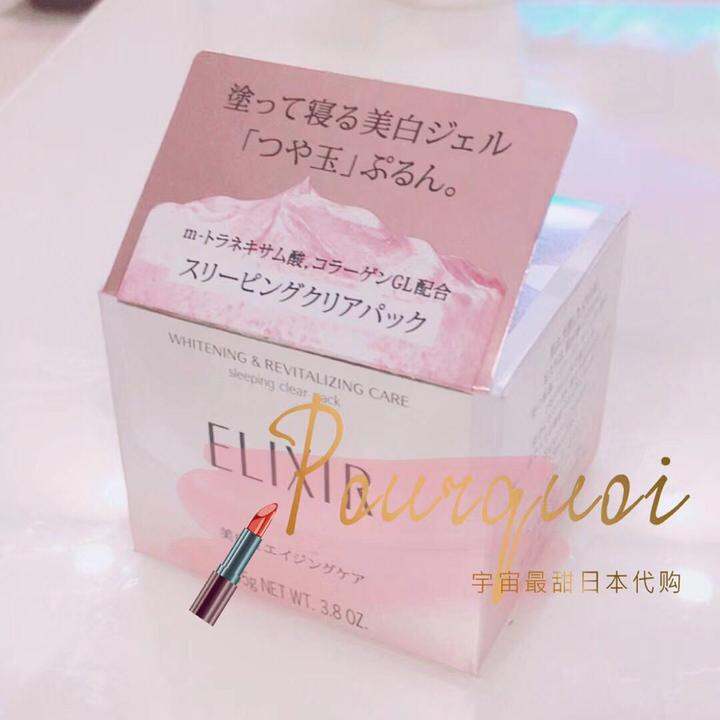 塗って寝る美白ジェル
「つや玉」ぷるん。
m-トラネキサム酸,コラーゲンGL配合
スリーピングクリアパック
WHITENING & REVITALIZING CARE
sleeping clear
ELIXIR
Pourquoi
宇宙最甜日本代购
エイジングケア
NET WT. 3.8 OZ.